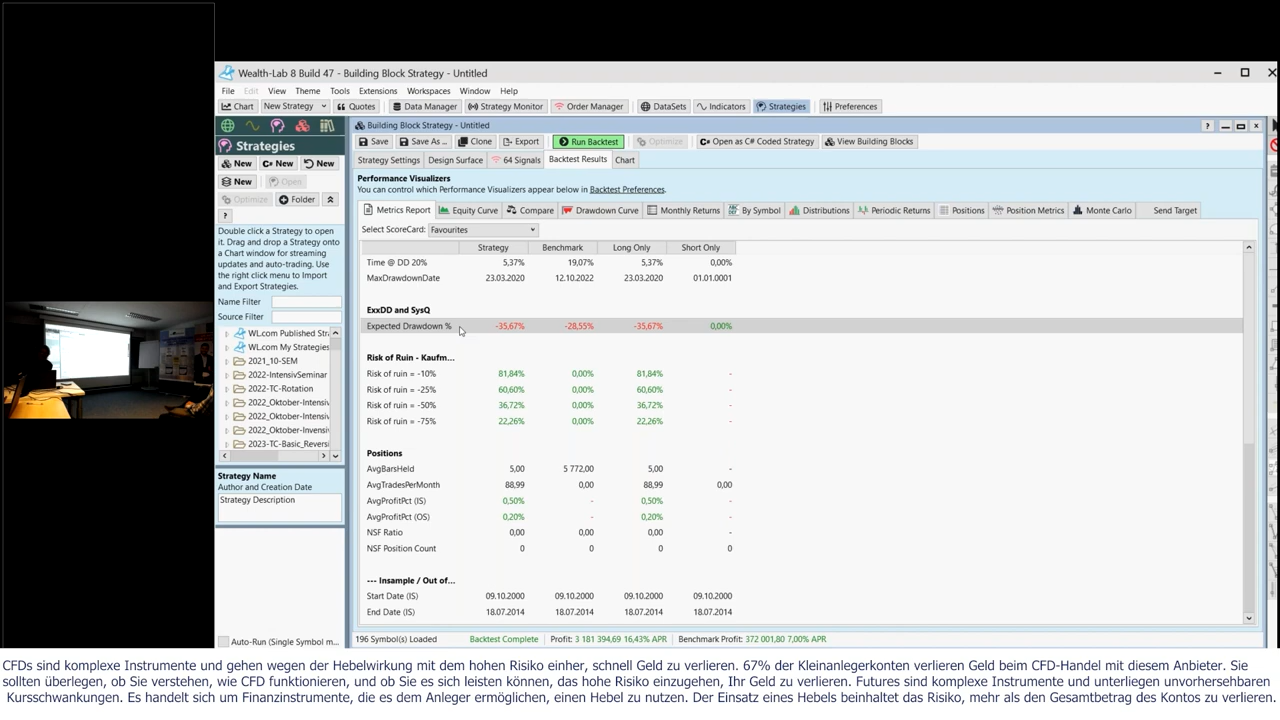 Wealth-Lab 8 Build 47 - Building Block Strategy - Untitled
File Edit View Theme Tools Extensions Workspaces Window Help
Chart New Strategy Quotes Data Manager Strategy Monitor Order Manager DataSets Indicators Strategies Preferences
Strategies
New C# New New
New Open
Optimize Folder
?
Double click a Strategy to open
it. Drag and drop a Strategy onto
a Chart window for streaming
updates and auto-trading. Use
the right click menu to Import
and Export Strategies.
Name Filter
Source Filter
WL.com Published Stra
WL.com My Strategies
2021_10-SEM
2022-IntensivSeminar
2022-TC-Rotation
2022_Oktober-Intensiv
2022_Oktober-Intensiv
2022_Oktober-Invensiv
2023-TC-Basic_Reversi
Strategy Name
Author and Creation Date
Strategy Description
Auto-Run (Single Symbol m...
Building Block Strategy - Untitled
Save Save As ... Clone Export Run Backtest Optimize C# Open as C# Coded Strategy View Building Blocks
Strategy Settings Design Surface 64 Signals Backtest Results Chart
Performance Visualizers
You can control which Performance Visualizers appear below in Backtest Preferences.
Metrics Report Equity Curve Compare Drawdown Curve Monthly Returns By Symbol Distributions Periodic Returns Positions Position Metrics Monte Carlo Send Target
Select ScoreCard: Favourites
Strategy Benchmark Long Only Short Only
Time @ DD 20% 5,37% 19,07% 5,37% 0,00%
MaxDrawdownDate 23.03.2020 12.10.2022 23.03.2020 01.01.0001
ExxDD and SysQ
Expected Drawdown % -35,67% -28,55% -35,67% 0,00%
Risk of Ruin - Kaufm...
Risk of ruin = -10% 81,84% 0,00% 81,84% -
Risk of ruin = -25% 60,60% 0,00% 60,60% -
Risk of ruin = -50% 36,72% 0,00% 36,72% -
Risk of ruin = -75% 22,26% 0,00% 22,26% -
Positions
AvgBarsHeld 5,00 5 772,00 5,00 -
AvgTradesPerMonth 88,99 0,00 88,99 0,00
AvgProfitPct (IS) 0,50% - 0,50% -
AvgProfitPct (OS) 0,20% - 0,20% -
NSF Ratio 0,00 0,00 0,00 -
NSF Position Count 0 0 0 0
--- Insample / Out of...
Start Date (IS) 09.10.2000 09.10.2000 09.10.2000 09.10.2000
End Date (IS) 18.07.2014 18.07.2014 18.07.2014 18.07.2014
196 Symbol(s) Loaded Backtest Complete Profit: 3 181 394,69 16,43% APR Benchmark Profit: 372 001,80 7,00% APR
CFDs sind komplexe Instrumente und gehen wegen der Hebelwirkung mit dem hohen Risiko einher, schnell Geld zu verlieren. 67% der Kleinanlegerkonten verlieren Geld beim CFD-Handel mit diesem Anbieter. Sie
sollten überlegen, ob Sie verstehen, wie CFD funktionieren, und ob Sie es sich leisten können, das hohe Risiko einzugehen, Ihr Geld zu verlieren. Futures sind komplexe Instrumente und unterliegen unvorhersehbaren
Kursschwankungen. Es handelt sich um Finanzinstrumente, die es dem Anleger ermöglichen, einen Hebel zu nutzen. Der Einsatz eines Hebels beinhaltet das Risiko, mehr als den Gesamtbetrag des Kontos zu verlieren.